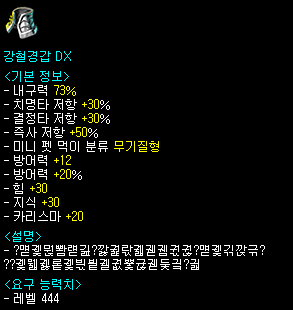 강철경갑 DX
<기본 정보>
- 내구력 73%
- 치명타 저항 +30%
- 결정타 저항 +30%
- 즉사 저항 +50%
- 미니 펫 먹이 분류 무기질형
- 방어력 +12
- 방어력 +20%
- 힘 +30
- 지식 +30
- 카리스마 +20
<설명>
<요구 능력치>
- 레벨 444